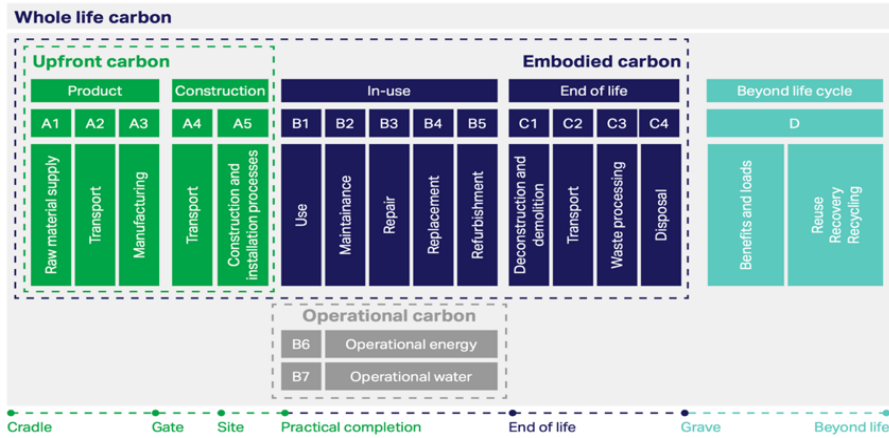 Whole life carbon
Upfront carbon
Embodied carbon
Product
Construction
In-use
End of life
Beyond life cycle
A1
A2
A3
A4
A5
B1
B2
B3
B4
B5
C1
C2
C3
C4
D
Raw material supply
Transport
Manufacturing
Transport
Construction and
installation processes
Use
Maintainance
Repair
Replacement
Refurbishment
Deconstruction and
demolition
Transport
Waste processing
Disposal
Benefits and loads
Reuse
Recovery
Recycling
Operational carbon
B6
Operational energy
B7
Operational water
Cradle
Gate
Site
Practical completion
End of life
Grave
Beyond life